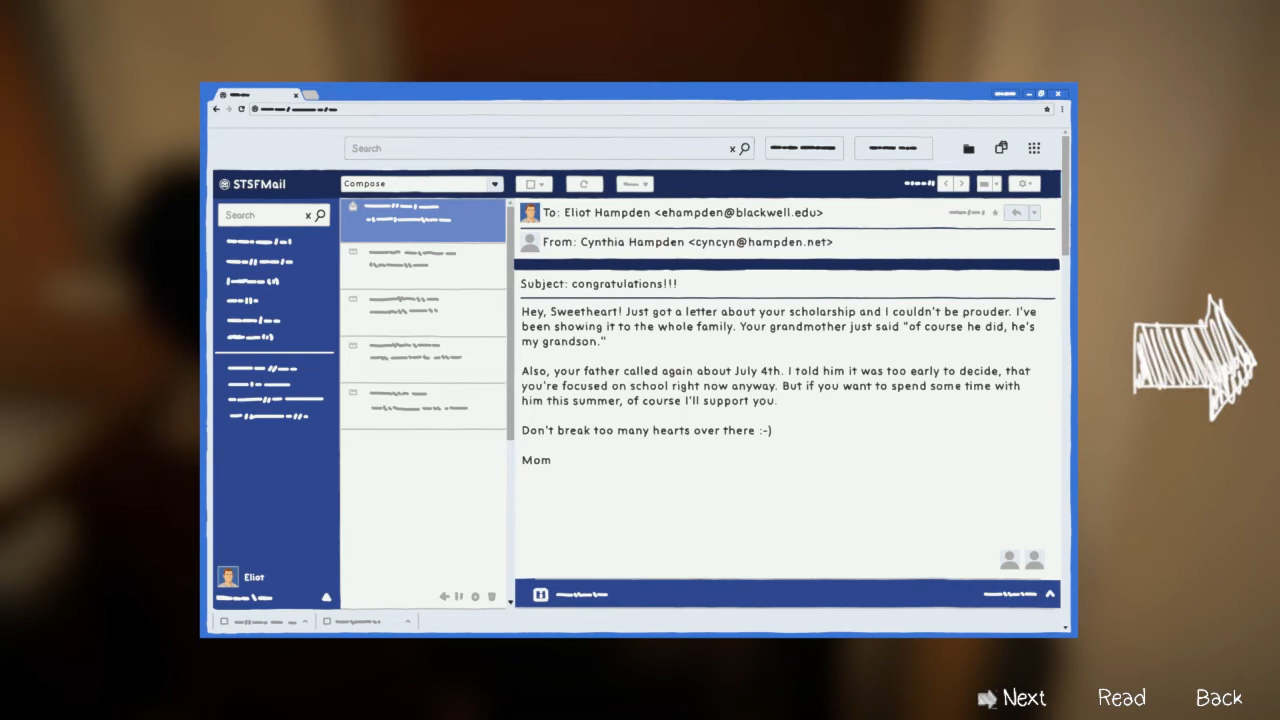 Search
STSFMail
Compose
Search
To: Eliot Hampden <ehampden@blackwell.edu>
From: Cynthia Hampden <cyncyn@hampden.net>
Subject: congratulations!!!
Hey, Sweetheart! Just got a letter about your scholarship and I couldn't be prouder. I've
been showing it to the whole family. Your grandmother just said "of course he did, he's
my grandson."
Also, your father called again about July 4th. I told him it was too early to decide, that
you're focused on school right now anyway. But if you want to spend some time with
him this summer, of course I'll support you.
Don't break too many hearts over there :-)
Mom
Eliot
Next
Read
Back